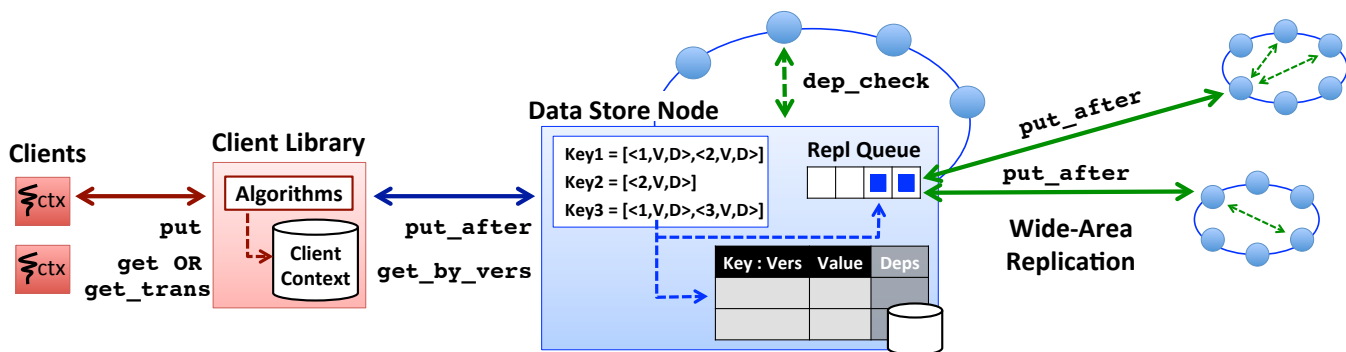 Clients
ctx
ctx
put
get OR
get_trans
Client Library
Algorithms
Client
Context
put_after
get_by_vers
Data Store Node
Key1 = [<1,V,D>,<2,V,D>]
Key2 = [<2,V,D>]
Key3 = [<1,V,D>,<3,V,D>]
dep_check
Repl Queue
Key : Vers Value Deps
put_after
put_after
Wide-Area
Replication